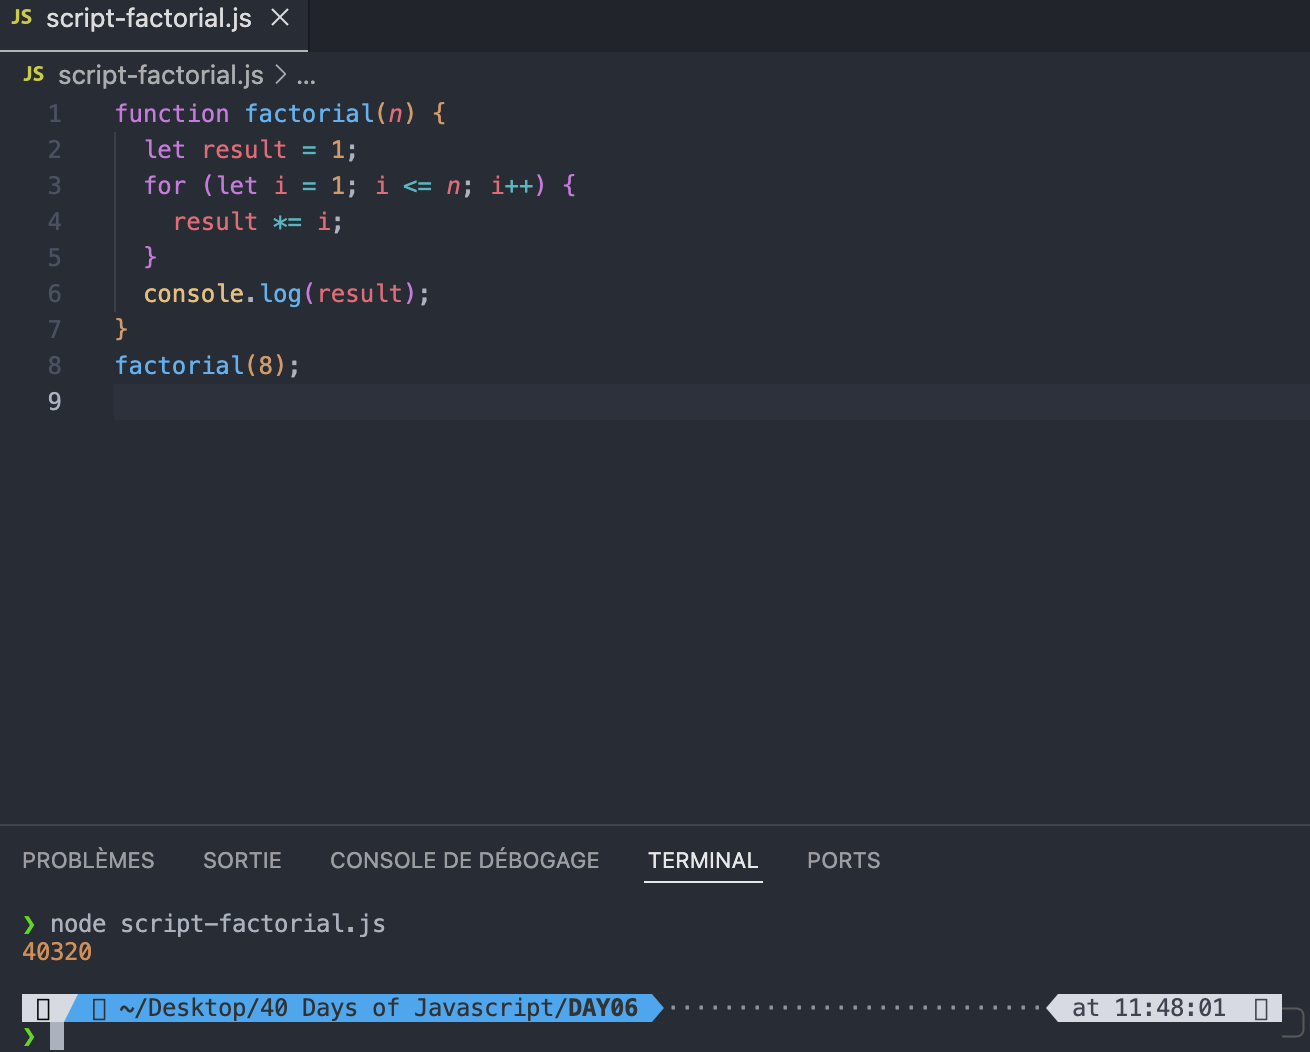 JS script-factorial.js ×
JS script-factorial.js > ...
1 function factorial(n) {
2   let result = 1;
3   for (let i = 1; i <= n; i++) {
4     result *= i;
5   }
6   console.log(result);
7 }
8 factorial(8);
9
PROBLÈMES SORTIE CONSOLE DE DÉBOGAGE TERMINAL PORTS
❯ node script-factorial.js
40320
~/Desktop/40 Days of Javascript/DAY06 at 11:48:01
❯